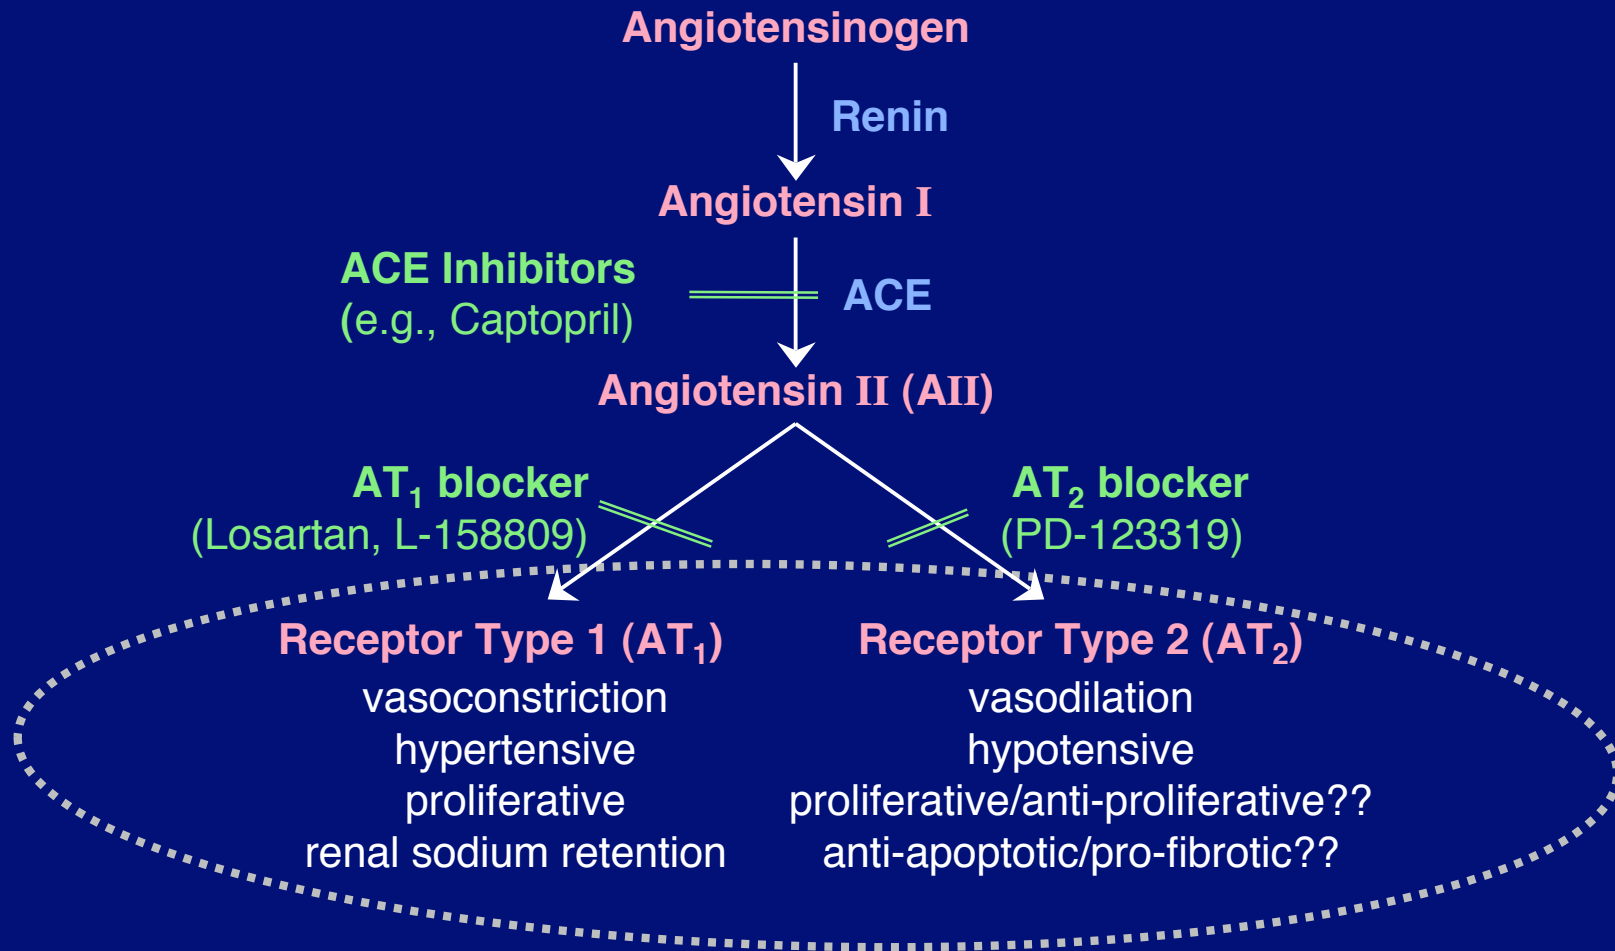 Angiotensinogen
Renin
Angiotensin I
ACE Inhibitors
(e.g., Captopril)
ACE
Angiotensin II (AII)
AT₁ blocker
(Losartan, L-158809)
AT₂ blocker
(PD-123319)
Receptor Type 1 (AT₁)
vasoconstriction
hypertensive
proliferative
renal sodium retention
Receptor Type 2 (AT₂)
vasodilation
hypotensive
proliferative/anti-proliferative??
anti-apoptotic/pro-fibrotic??